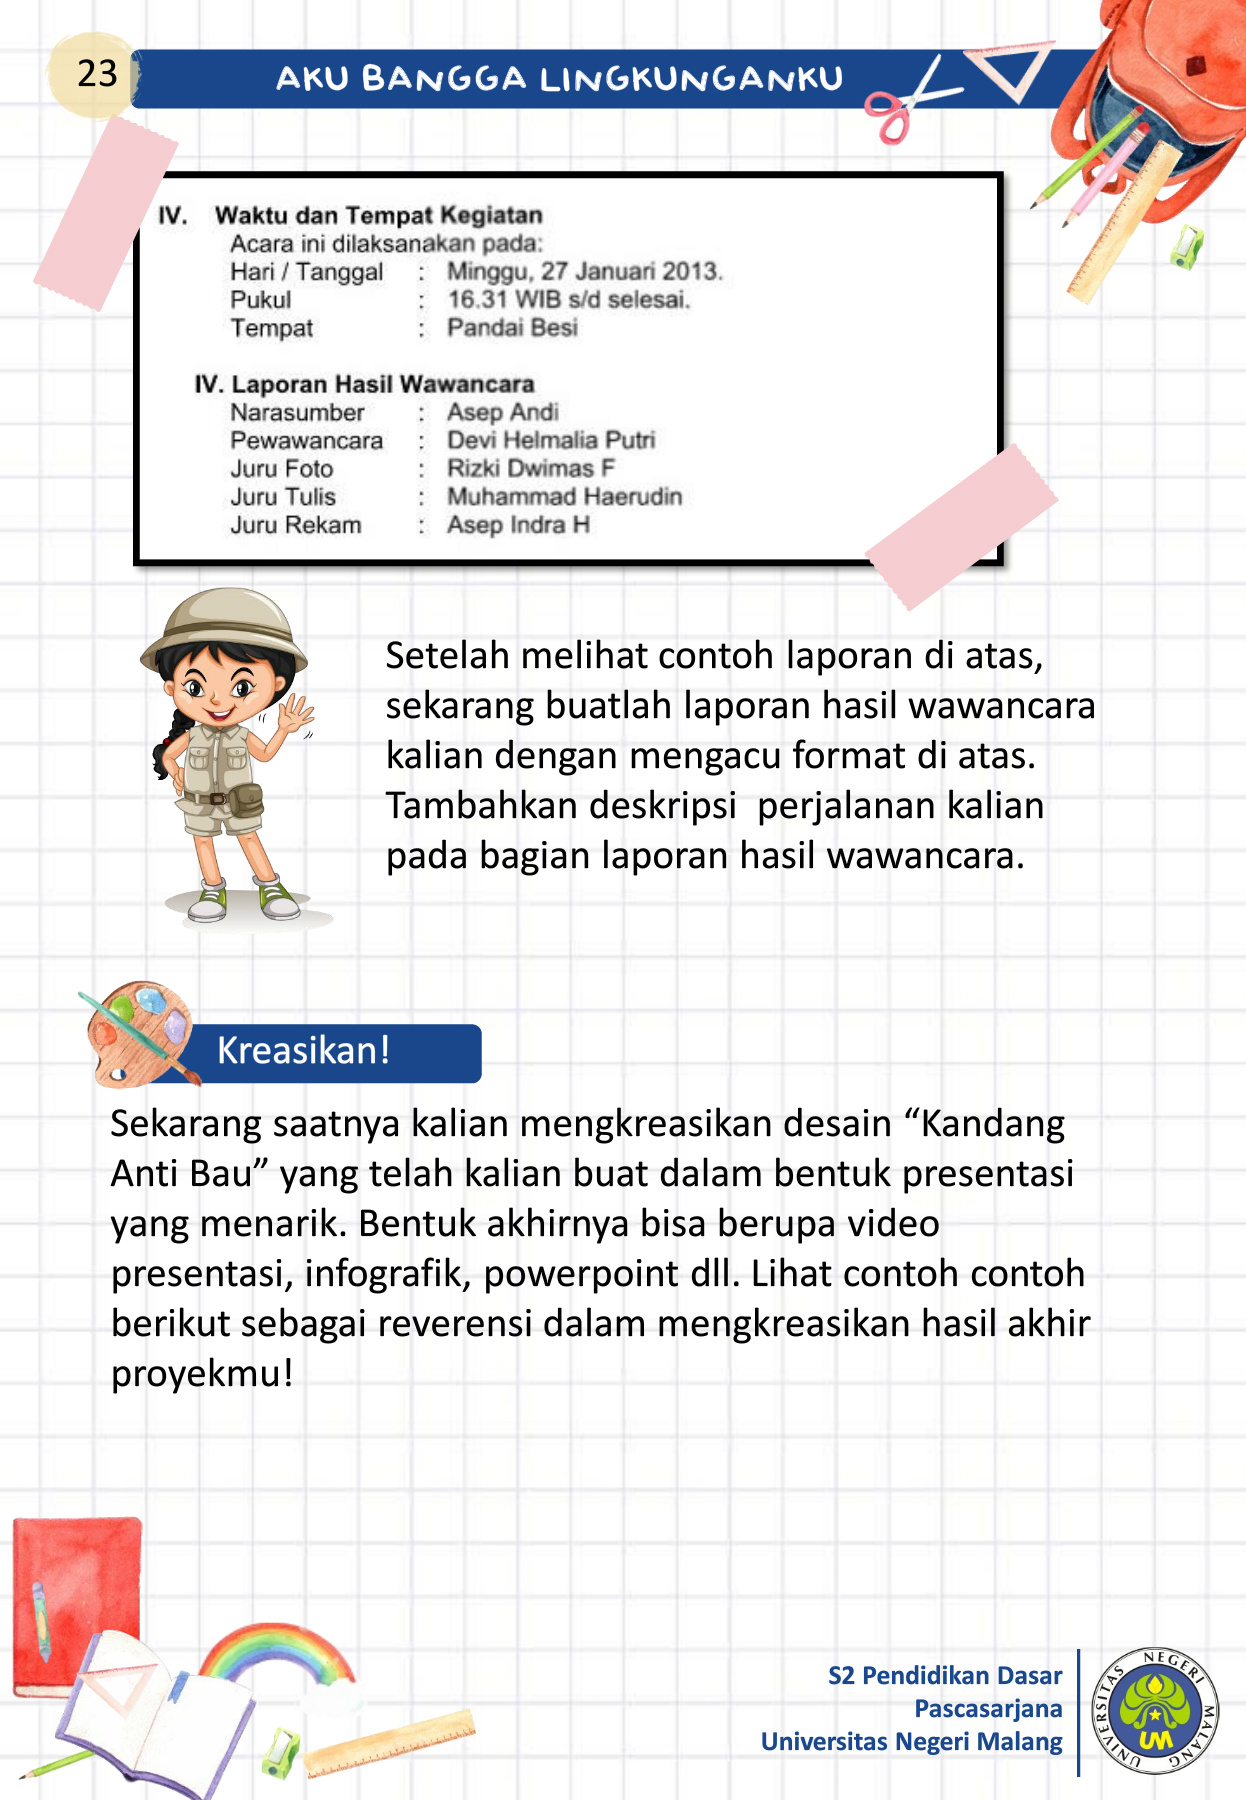 23
AKU BANGGA LINGKUNGANKU
IV. Waktu dan Tempat Kegiatan
Acara ini dilaksanakan pada:
Hari / Tanggal : Minggu, 27 Januari 2013.
Pukul : 16.31 WIB s/d selesai.
Tempat : Pandai Besi
IV. Laporan Hasil Wawancara
Narasumber : Asep Andi
Pewawancara : Devi Helmalia Putri
Juru Foto : Rizki Dwimas F
Juru Tulis : Muhammad Haerudin
Juru Rekam : Asep Indra H
Setelah melihat contoh laporan di atas,
sekarang buatlah laporan hasil wawancara
kalian dengan mengacu format di atas.
Tambahkan deskripsi perjalanan kalian
pada bagian laporan hasil wawancara.
Kreasikan!
Sekarang saatnya kalian mengkreasikan desain “Kandang
Anti Bau” yang telah kalian buat dalam bentuk presentasi
yang menarik. Bentuk akhirnya bisa berupa video
presentasi, infografik, powerpoint dll. Lihat contoh contoh
berikut sebagai reverensi dalam mengkreasikan hasil akhir
proyekmu!
S2 Pendidikan Dasar
Pascasarjana
Universitas Negeri Malang
UNIVERSITAS NEGERI MALANG
UM